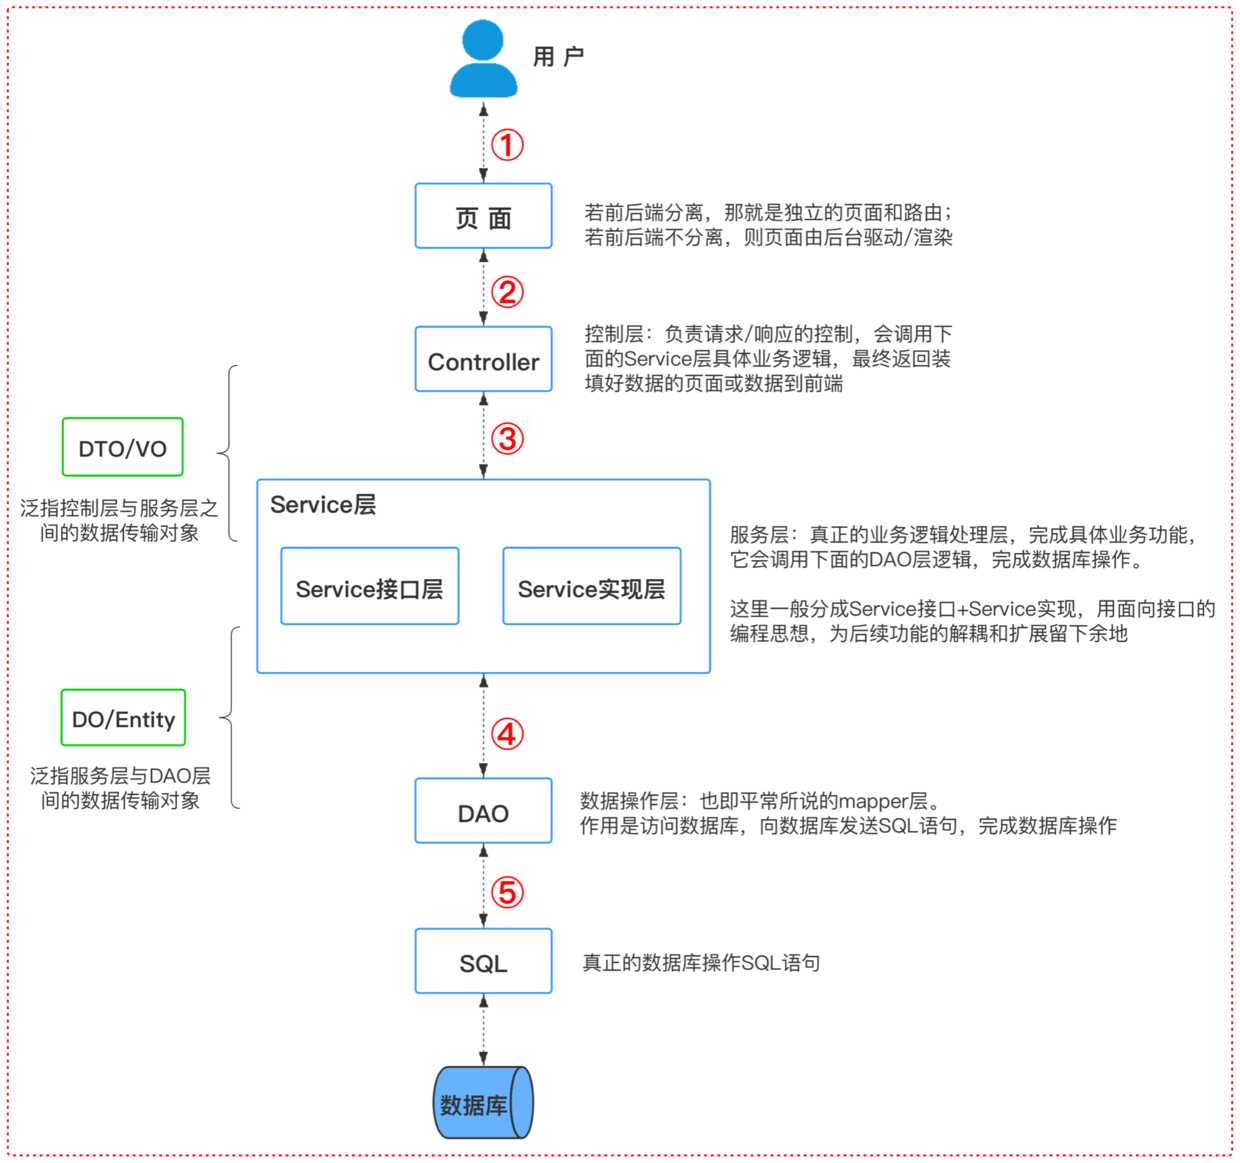 用 户
①
页 面
若前后端分离，那就是独立的页面和路由；
若前后端不分离，则页面由后台驱动/渲染
②
Controller
控制层：负责请求/响应的控制，会调用下
面的Service层具体业务逻辑，最终返回装
填好数据的页面或数据到前端
③
DTO/VO
泛指控制层与服务层之
间的数据传输对象
Service层
Service接口层
Service实现层
服务层：真正的业务逻辑处理层，完成具体业务功能，
它会调用下面的DAO层逻辑，完成数据库操作。
这里一般分成Service接口+Service实现，用面向接口的
编程思想，为后续功能的解耦和扩展留下余地
DO/Entity
泛指服务层与DAO层
间的数据传输对象
④
DAO
数据操作层：也即平常所说的mapper层。
作用是访问数据库，向数据库发送SQL语句，完成数据库操作
⑤
SQL
真正的数据库操作SQL语句
数据库